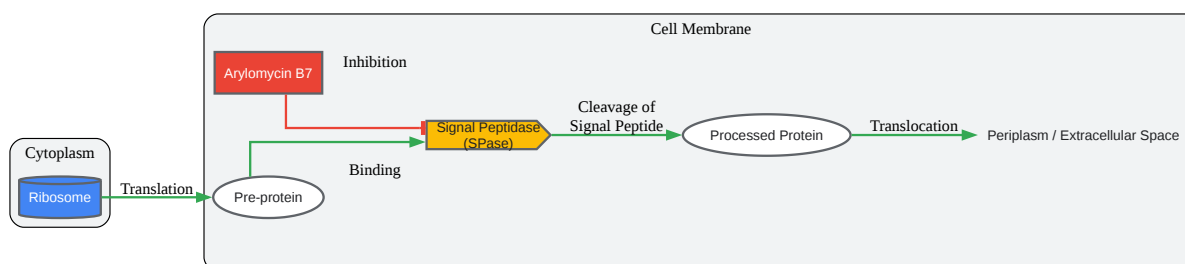 Cell Membrane
Arylomycin B7
Inhibition
Cleavage of
Signal Peptide
Signal Peptidase
(SPase)
Processed Protein
Translocation
Periplasm / Extracellular Space
Cytoplasm
Ribosome
Translation
Binding
Pre-protein